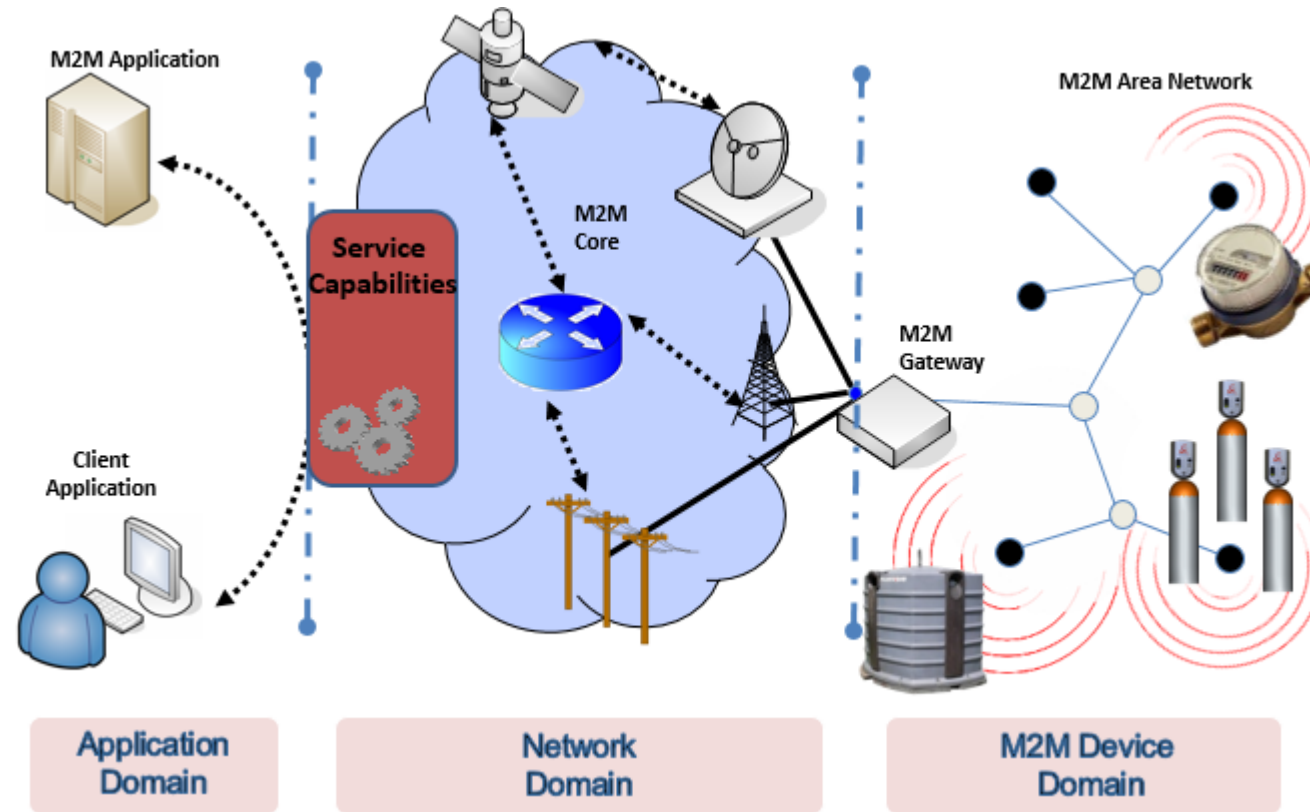 M2M Application
M2M Area Network
M2M
Core
Service
Capabilities
M2M
Gateway
Client
Application
Application
Domain
Network
Domain
M2M Device
Domain